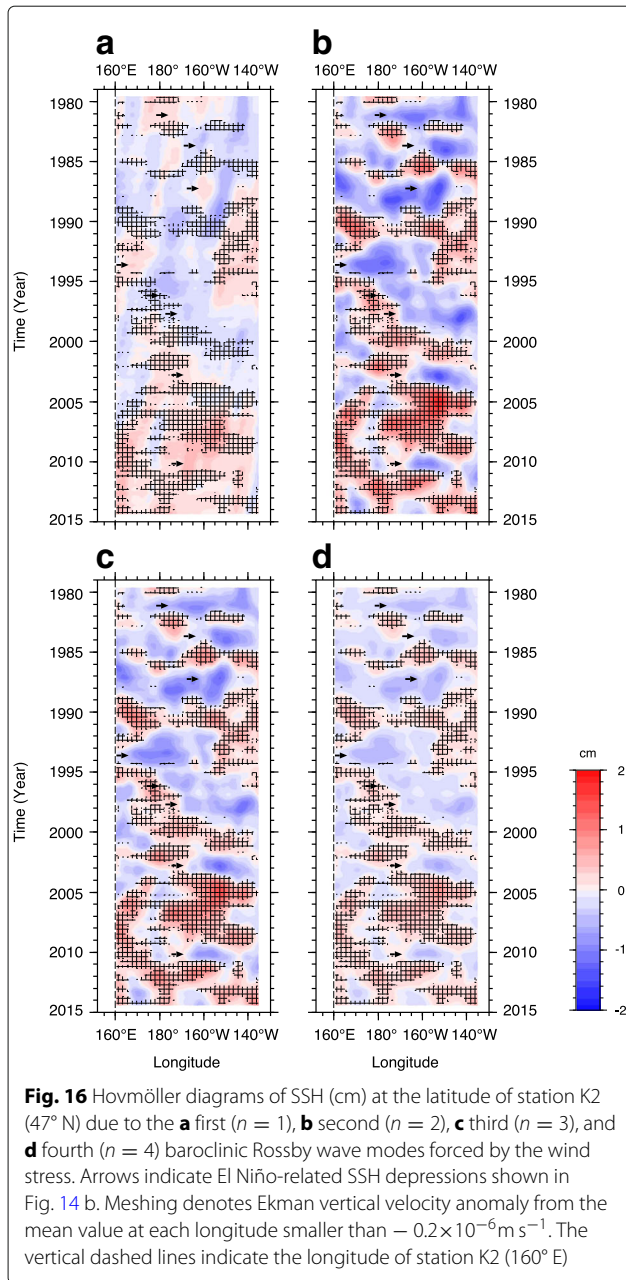 a
b
160°E 180° 160°W 140°W
160°E 180° 160°W 140°W
1980
1985
1990
1995
2000
2005
2010
2015
Time (Year)
1980
1985
1990
1995
2000
2005
2010
2015
c
d
1980
1985
1990
1995
2000
2005
2010
2015
Time (Year)
1980
1985
1990
1995
2000
2005
2010
2015
160°E 180° 160°W 140°W
160°E 180° 160°W 140°W
Longitude
Longitude
cm
2
1
0
-1
-2
Fig. 16 Hovmöller diagrams of SSH (cm) at the latitude of station K2
(47° N) due to the a first (n = 1), b second (n = 2), c third (n = 3), and
d fourth (n = 4) baroclinic Rossby wave modes forced by the wind
stress. Arrows indicate El Niño-related SSH depressions shown in
Fig. 14 b. Meshing denotes Ekman vertical velocity anomaly from the
mean value at each longitude smaller than − 0.2×10⁻⁶m s⁻¹. The
vertical dashed lines indicate the longitude of station K2 (160° E)